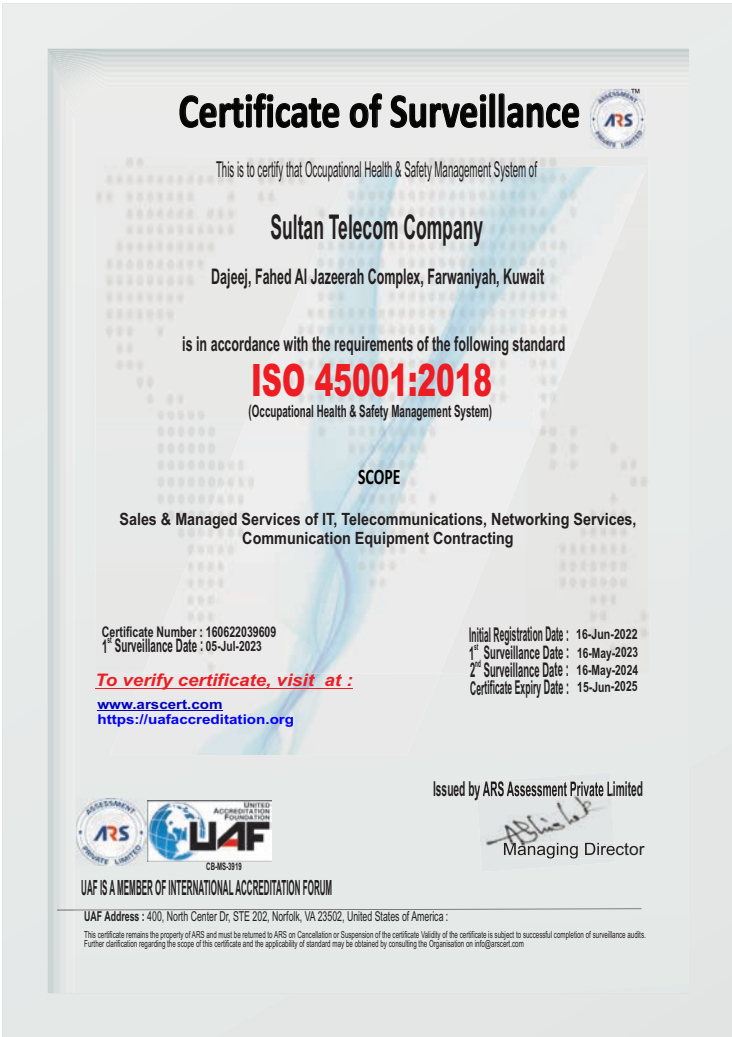 Certificate of Surveillance
ASSESSMENT
ARS
PRIVATE LIMITED
TM
This is to certify that Occupational Health & Safety Management System of
Sultan Telecom Company
Dajeej, Fahed Al Jazeerah Complex, Farwaniyah, Kuwait
is in accordance with the requirements of the following standard
ISO 45001:2018
(Occupational Health & Safety Management System)
SCOPE
Sales & Managed Services of IT, Telecommunications, Networking Services,
Communication Equipment Contracting
Certificate Number : 160622039609
1st Surveillance Date : 05-Jul-2023
Initial Registration Date : 16-Jun-2022
1st Surveillance Date : 16-May-2023
2nd Surveillance Date : 16-May-2024
Certificate Expiry Date : 15-Jun-2025
To verify certificate, visit at :
www.arscert.com
https://uafaccreditation.org
Issued by ARS Assessment Private Limited
Abhishek
Managing Director
ASSESSMENT
ARS
PRIVATE LIMITED
UNITED
ACCREDITATION
FOUNDATION
UAF
CB-MS-3919
UAF IS A MEMBER OF INTERNATIONAL ACCREDITATION FORUM
UAF Address : 400, North Center Dr, STE 202, Norfolk, VA 23502, United States of America :
This certificate remains the property of ARS and must be returned to ARS on Cancellation or Suspension of the certificate Validity of the certificate is subject to successful completion of surveillance audits.
Further clarification regarding the scope of this certificate and the applicability of standard may be obtained by consulting the Organisation on info@arscert.com